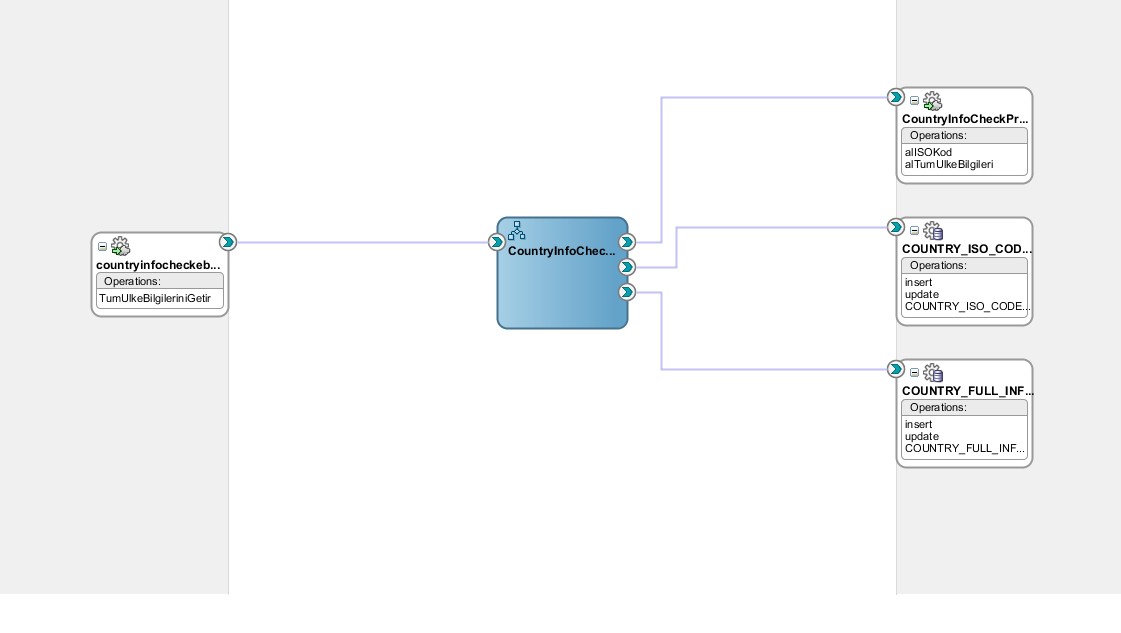 countryinfocheckeb...
Operations:
TumUlkeBilgileriniGetir
CountryInfoChec...
CountryInfoCheckPr...
Operations:
alISOKod
alTumUlkeBilgileri
COUNTRY_ISO_COD...
Operations:
insert
update
COUNTRY_ISO_CODE...
COUNTRY_FULL_INF...
Operations:
insert
update
COUNTRY_FULL_INF...